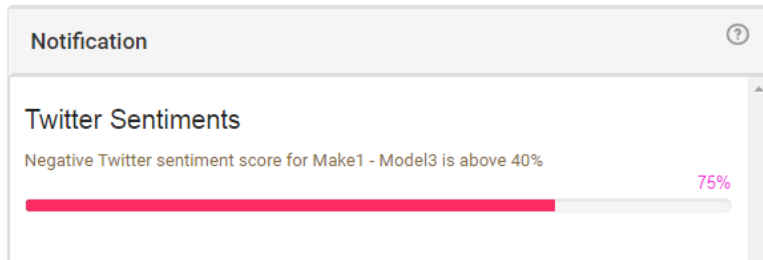 Notification
?
Twitter Sentiments
Negative Twitter sentiment score for Make1 - Model3 is above 40%
75%